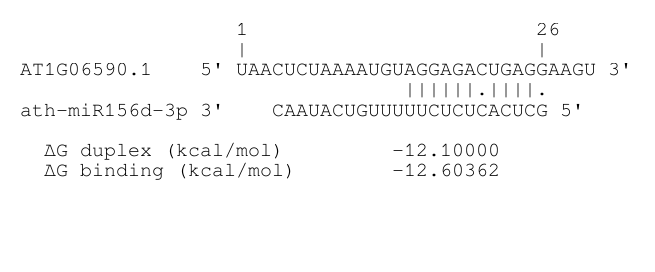 1 26
| |
AT1G06590.1 5' UAACUCUAAAAUGUAGGAGACUGAGGAAGU 3'
||||||.||||.
ath-miR156d-3p 3' CAAUACUGUUUUUCUCUCACUCG 5'
ΔG duplex (kcal/mol) -12.10000
ΔG binding (kcal/mol) -12.60362